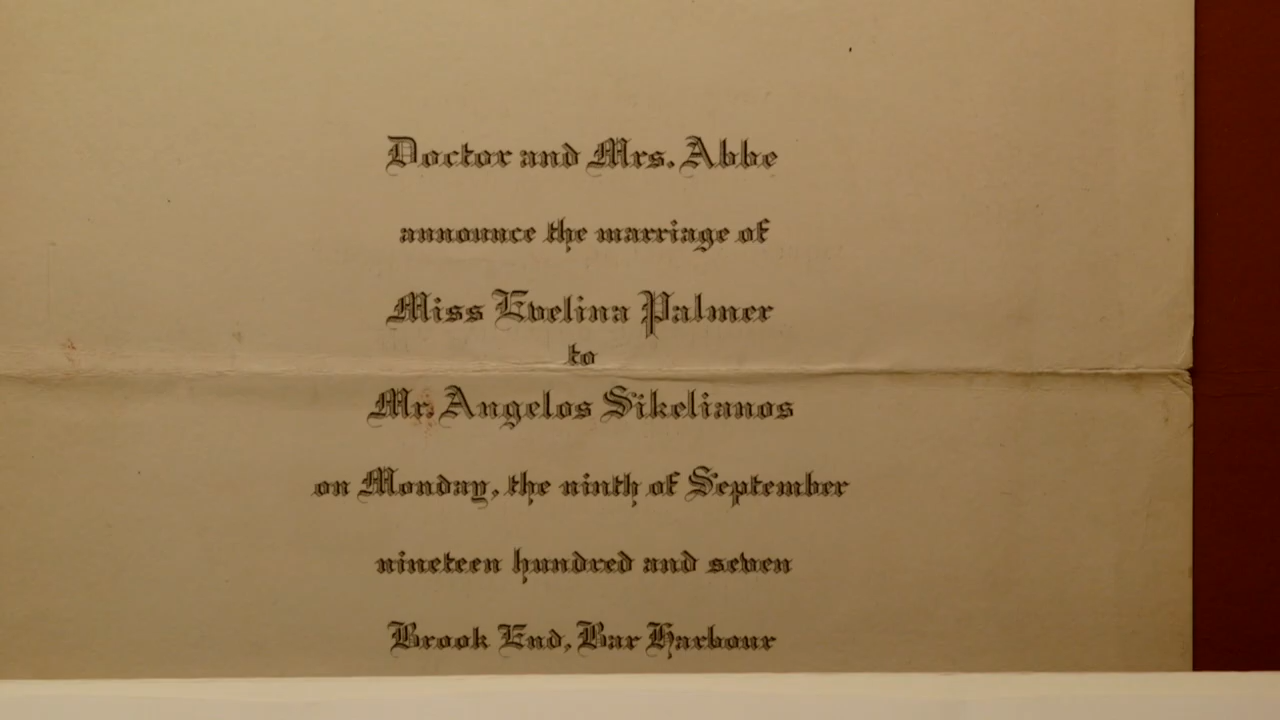 Doctor and Mrs. Abbe
announce the marriage of
Miss Evelina Palmer
to
Mr. Angelos Sikelianos
on Monday, the ninth of September
nineteen hundred and seven
Brook End, Bar Harbour